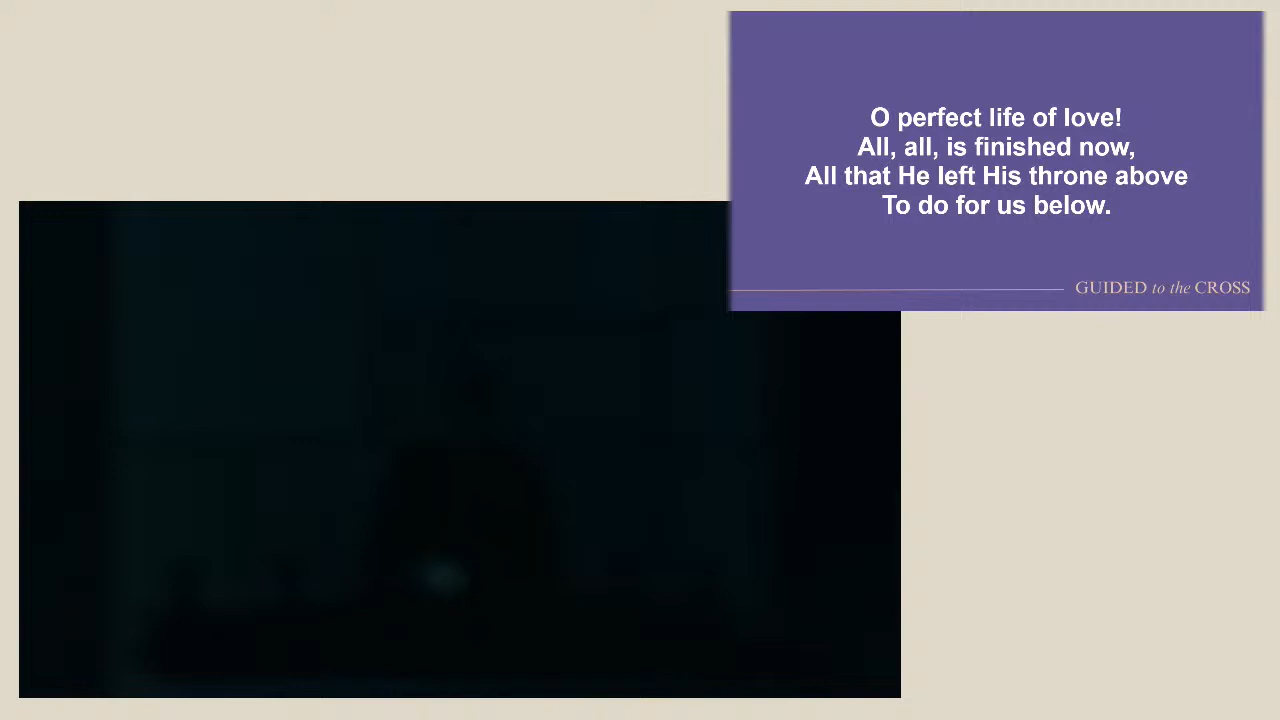 O perfect life of love!
All, all, is finished now,
All that He left His throne above
To do for us below.
GUIDED to the CROSS